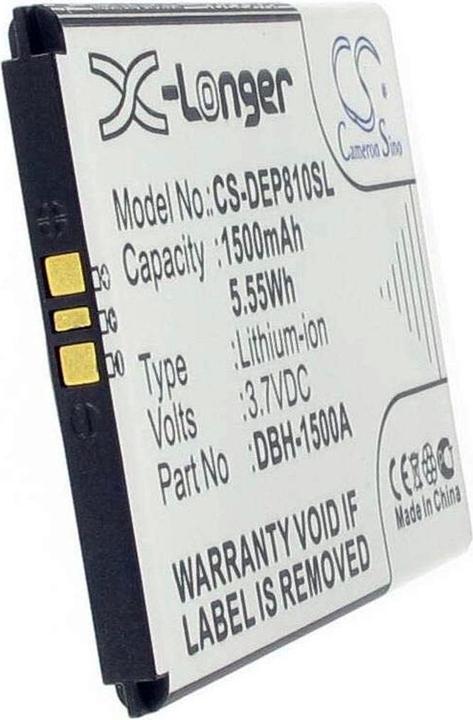 X-Longer
CS
Cameron Sino
Model No.: CS-DEP810SL
Capacity :1500mAh
5.55Wh
Type :Lithium-ion
Volts :3.7VDC
Part No :DBH-1500A
WARRANTY VOID IF
LABEL IS REMOVED!
CE
Made in China